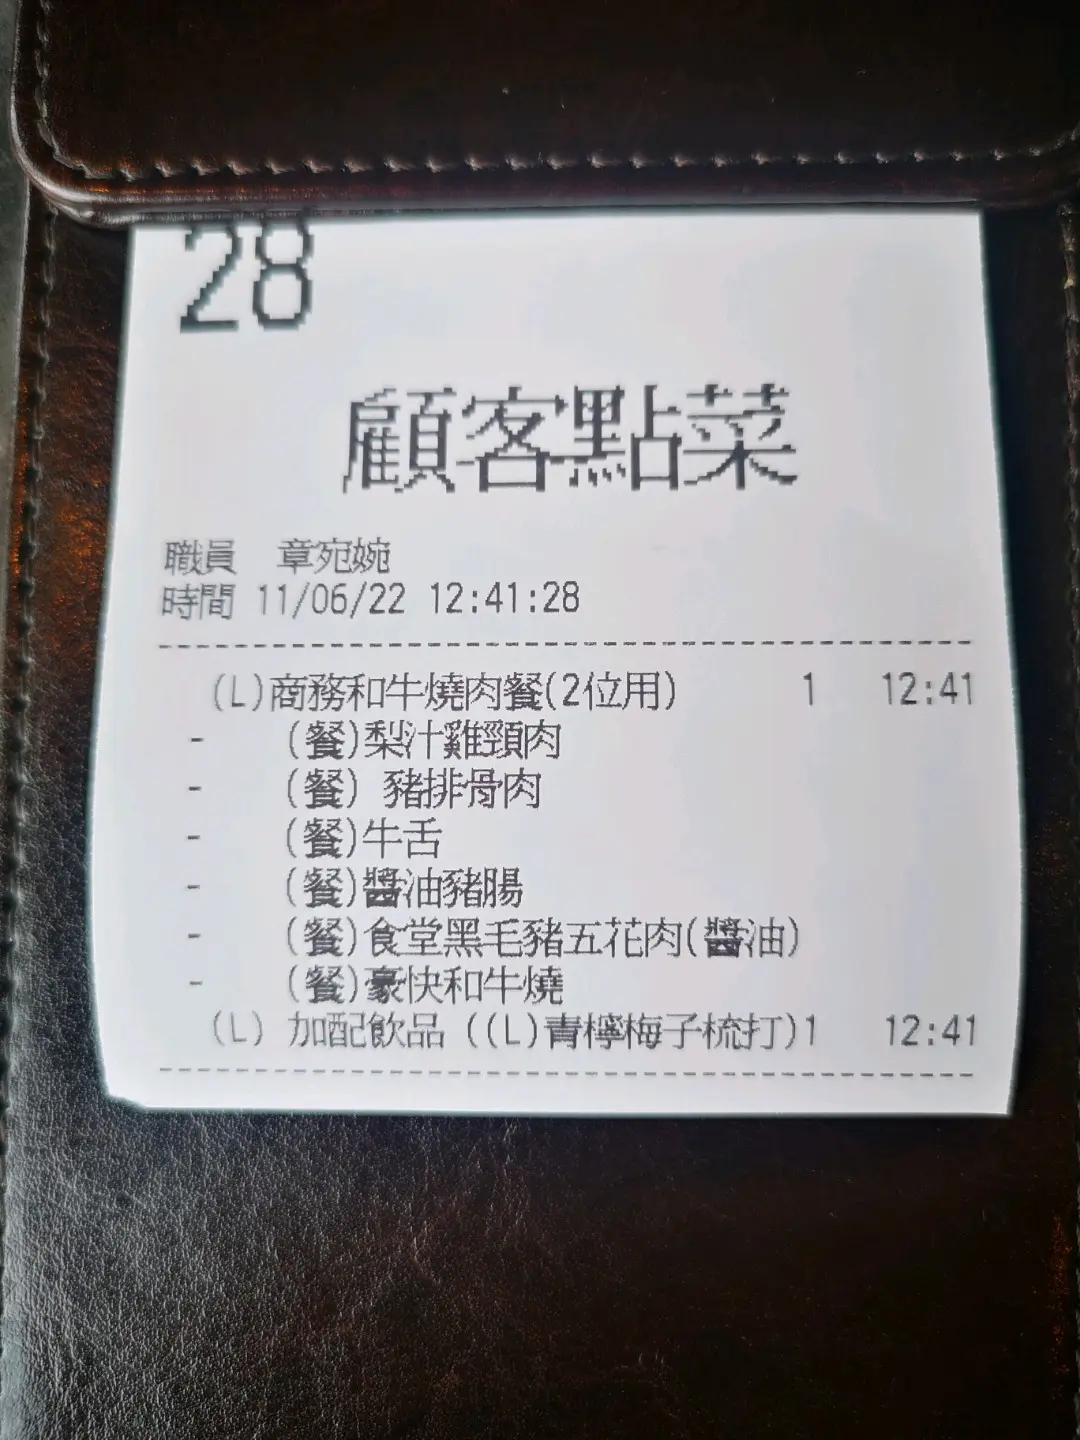 28
顧客點菜
職員 章宛婉
時間 11/06/22 12:41:28
(L)商務和牛燒肉餐(2位用) 1 12:41
- (餐)梨汁雞頸肉
- (餐) 豬排骨肉
- (餐)牛舌
- (餐)醬油豬腸
- (餐)食堂黑毛豬五花肉(醬油)
- (餐)豪快和牛燒
(L) 加配飲品 ((L)青檸梅子梳打)1 12:41